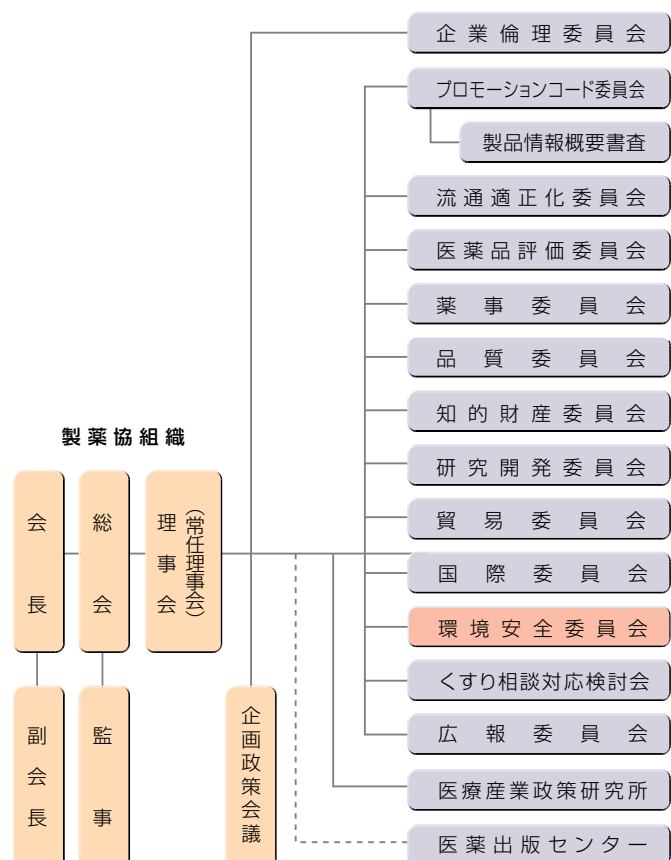 企業倫理委員会
プロモーションコード委員会
製品情報概要書査
流通適正化委員会
医薬品評価委員会
薬事委員会
品質委員会
知的財産委員会
研究開発委員会
貿易委員会
国際委員会
環境安全委員会
くすり相談対応検討会
広報委員会
医療産業政策研究所
医薬出版センター
製薬協組織
会長
総会
理事会
（常任理事会）
副会長
監事
企画政策会議